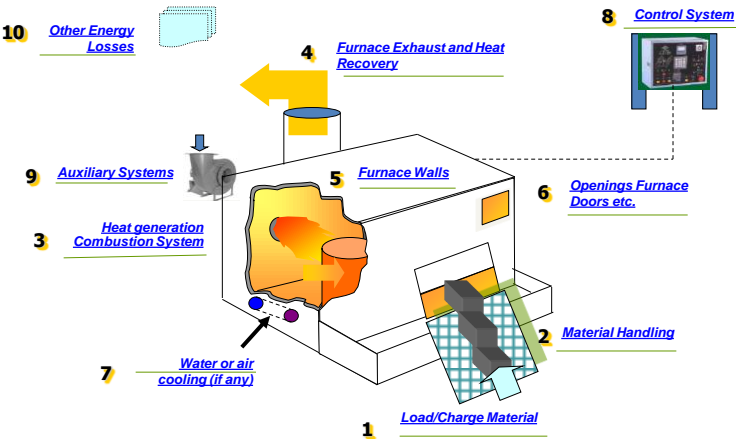 10 Other Energy
Losses
4 Furnace Exhaust and Heat
Recovery
8 Control System
9 Auxiliary Systems
5 Furnace Walls
6 Openings Furnace
Doors etc.
3 Heat generation
Combustion System
2 Material Handling
7 Water or air
cooling (if any)
1 Load/Charge Material